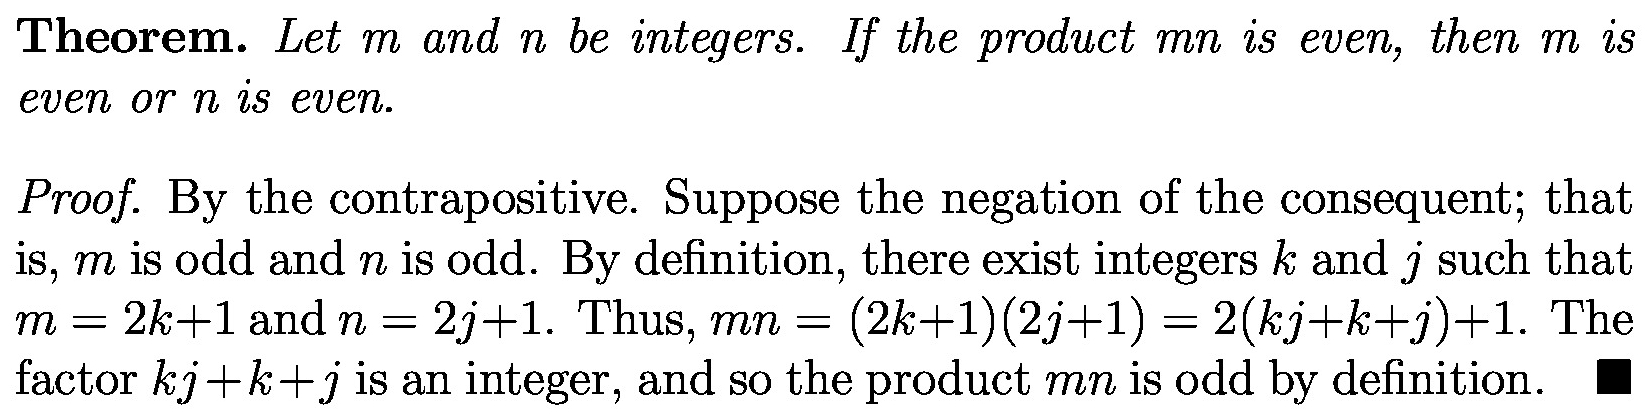 Theorem. Let m and n be integers. If the product mn is even, then m is
even or n is even.
Proof. By the contrapositive. Suppose the negation of the consequent; that
is, m is odd and n is odd. By definition, there exist integers k and j such that
m = 2k+1 and n = 2j+1. Thus, mn = (2k+1)(2j+1) = 2(kj+k+j)+1. The
factor kj+k+j is an integer, and so the product mn is odd by definition. ■